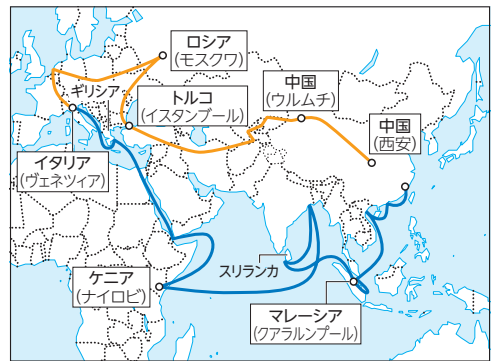 ロシア
(モスクワ)
ギリシア
トルコ
(イスタンブール)
中国
(ウルムチ)
中国
(西安)
イタリア
(ヴェネツィア)
ケニア
(ナイロビ)
スリランカ
マレーシア
(クアラルンプール)